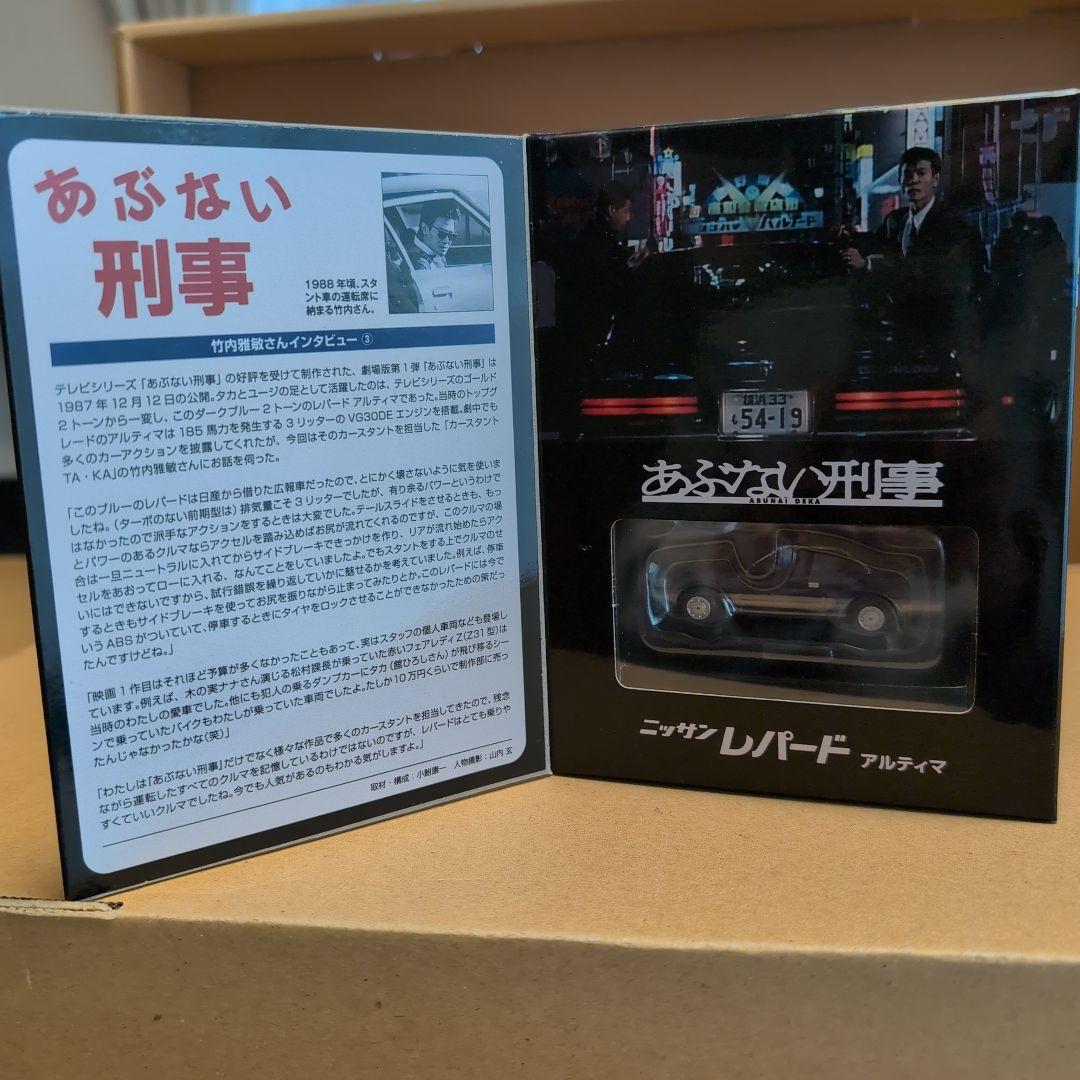 あぶない
刑事
1988年頃、スタ
ント車の運転席に
納まる竹内さん。
竹内雅敏さんインタビュー③
テレビシリーズ「あぶない刑事」の好評を受けて制作された、劇場版第1弾「あぶない刑事」は
1987年12月12日の公開。タカとユージの足として活躍したのは、テレビシリーズのゴールド
2トーンから一変し、このダークブルー2トーンのレパードアルティマであった。当時のトップグ
レードのアルティマは185馬力を発生する3リッターのVG30DEエンジンを搭載。劇中でも
多くのカーアクションを披露してくれたが、今回はそのカースタントを担当した「カースタント
TA・KA」の竹内雅敏さんにお話を伺った。
「このブルーのレパードは日産から借りた広報車だったので、とにかく壊さないように気を使いま
したね。(ターボのない前期型は)排気量こそ3リッターでしたが、有り余るパワーというわけで
はなかったので派手なアクションをするときは大変でした。テールスライドをさせるときも、もっ
とパワーのあるクルマならアクセルを踏み込めばお尻が流れてくれるのですが、このクルマの場
合は一旦ニュートラルに入れてからサイドブレーキできっかけを作り、リアが流れ始めたらアク
セルをあおってローに入れる、なんてことをしていましたよ。でもスタントをする上でクルマのせ
いにはできないですから、試行錯誤を繰り返していかに魅せるかを考えていました。例えば、停車
するときもサイドブレーキを使ってお尻を振りながら止まってみたりとか。このレパードには今で
いうABSがついていて、停車するときにタイヤをロックさせることができなかったための策だっ
たんですけどね。」
「映画1作目はそれほど予算が多くなかったこともあって、実はスタッフの個人車両なども登場し
ています。例えば、木の実ナナさん演じる松村課長が乗っていた赤いフェアレディZ(Z31型)は
当時のわたしの愛車でした。他にも犯人の乗るダンプカーにタカ(舘ひろしさん)が飛び移るシー
ンで乗っていたバイクもわたしが乗っていた車両でしたよ。たしか10万円くらいで制作部に売っ
たんじゃなかったかな(笑)」
「わたしは「あぶない刑事」だけでなく様々な作品で多くのカースタントを担当してきたので、残念
ながら運転したすべてのクルマを記憶しているわけではないのですが、レパードはとても乗りや
すくていいクルマでしたね。今でも人気があるのもわかる気がしますよ。」
取材・構成:小鮒康一　人物撮影:山内 玄
横浜33
も 54-19
あぶない刑事
ABUNAI DEKA
ニッサン レパード アルティマ